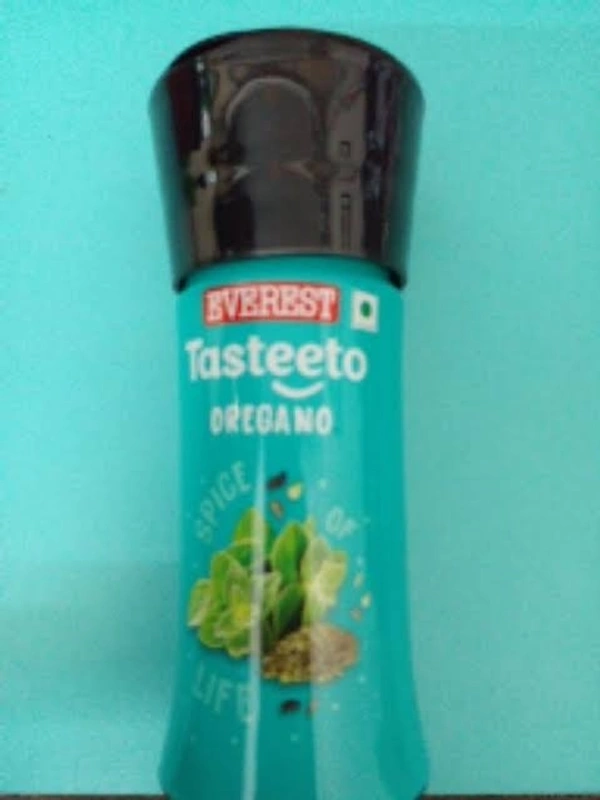 EVEREST
Tasteeto
OREGANO
SPICE
OF
LIFE